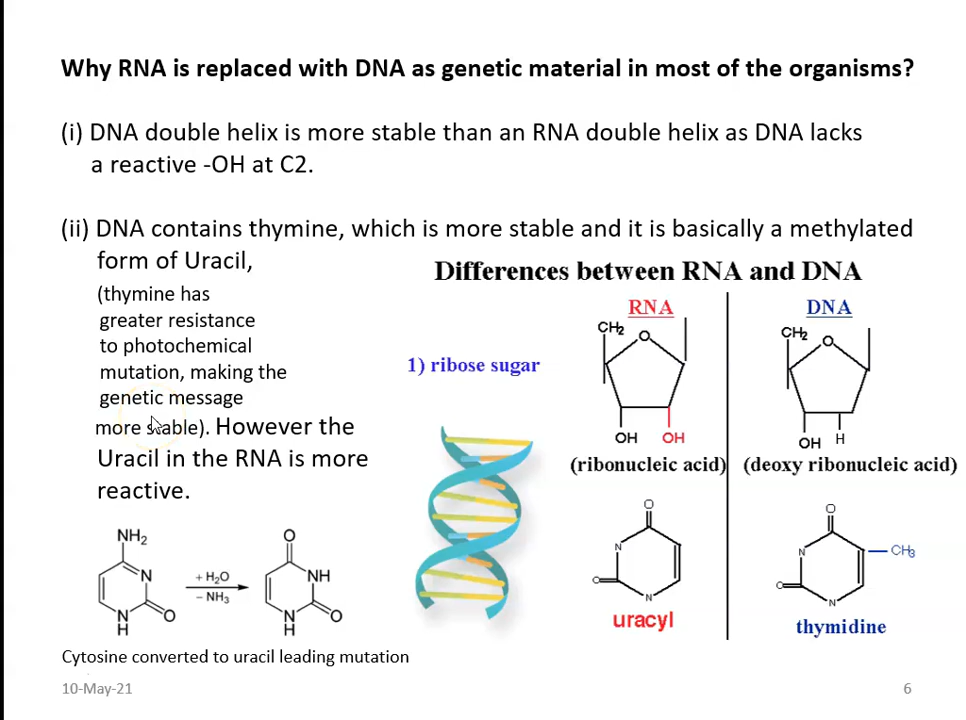 Why RNA is replaced with DNA as genetic material in most of the organisms?
(i) DNA double helix is more stable than an RNA double helix as DNA lacks
a reactive -OH at C2.
(ii) DNA contains thymine, which is more stable and it is basically a methylated
form of Uracil,
(thymine has
greater resistance
to photochemical
mutation, making the
genetic message
more stable). However the
Uracil in the RNA is more
reactive.
NH2
N
N
H
O
+ H2O
− NH3
O
NH
N
H
O
Cytosine converted to uracil leading mutation
Differences between RNA and DNA
RNA
DNA
1) ribose sugar
CH2
O
OH
OH
(ribonucleic acid)
CH2
O
OH
H
(deoxy ribonucleic acid)
O
N
O
N
uracyl
O
N
CH3
O
N
thymidine
10-May-21
6